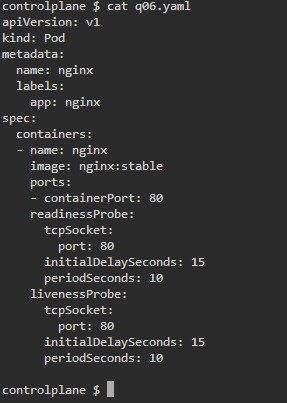 controlplane $ cat q06.yaml
apiVersion: v1
kind: Pod
metadata:
  name: nginx
  labels:
    app: nginx
spec:
  containers:
  - name: nginx
    image: nginx:stable
    ports:
    - containerPort: 80
    readinessProbe:
      tcpSocket:
        port: 80
      initialDelaySeconds: 15
      periodSeconds: 10
    livenessProbe:
      tcpSocket:
        port: 80
      initialDelaySeconds: 15
      periodSeconds: 10

controlplane $